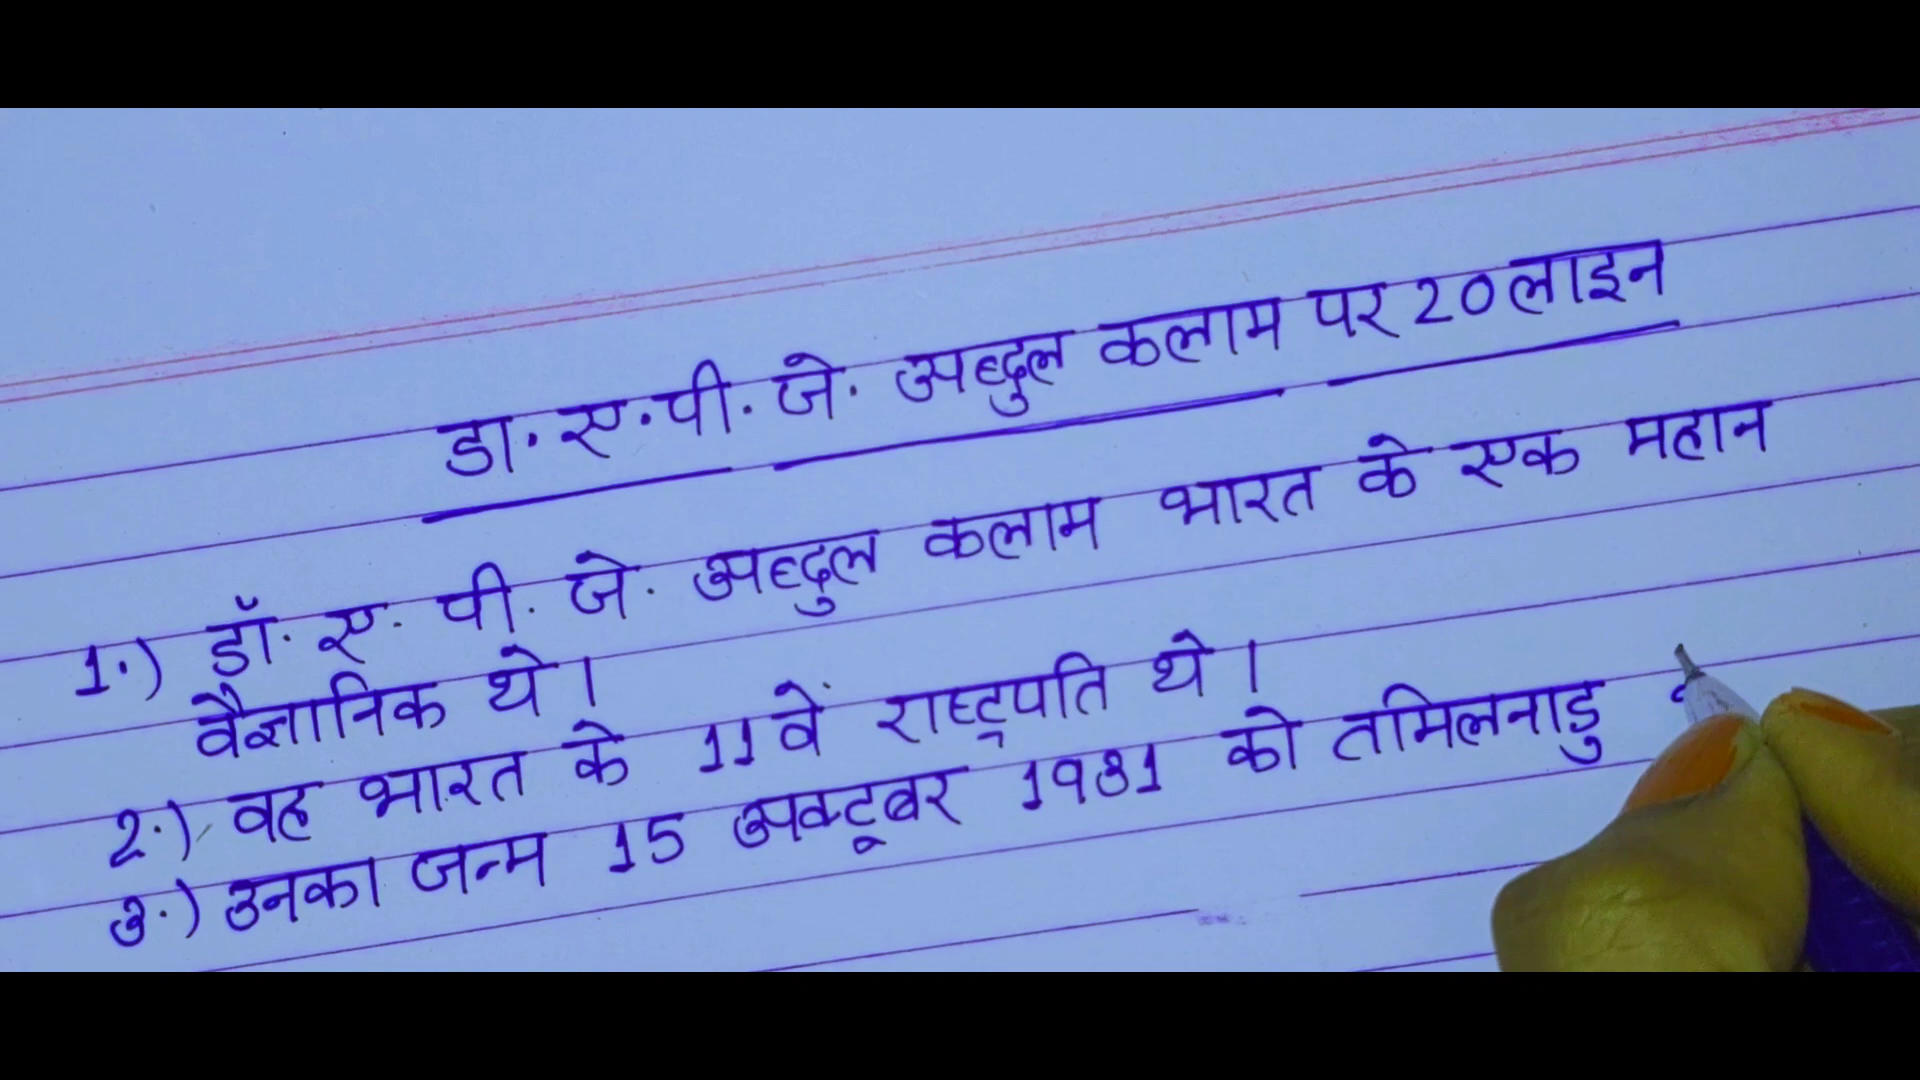 डा. ए. पी. जे. अब्दुल कलाम पर 20 लाइन
1.) डॉ. ए. पी. जे. अब्दुल कलाम भारत के एक महान
वैज्ञानिक थे।
2.) वह भारत के 11वें राष्ट्रपति थे।
3.) उनका जन्म 15 अक्टूबर 1931 को तमिलनाडु